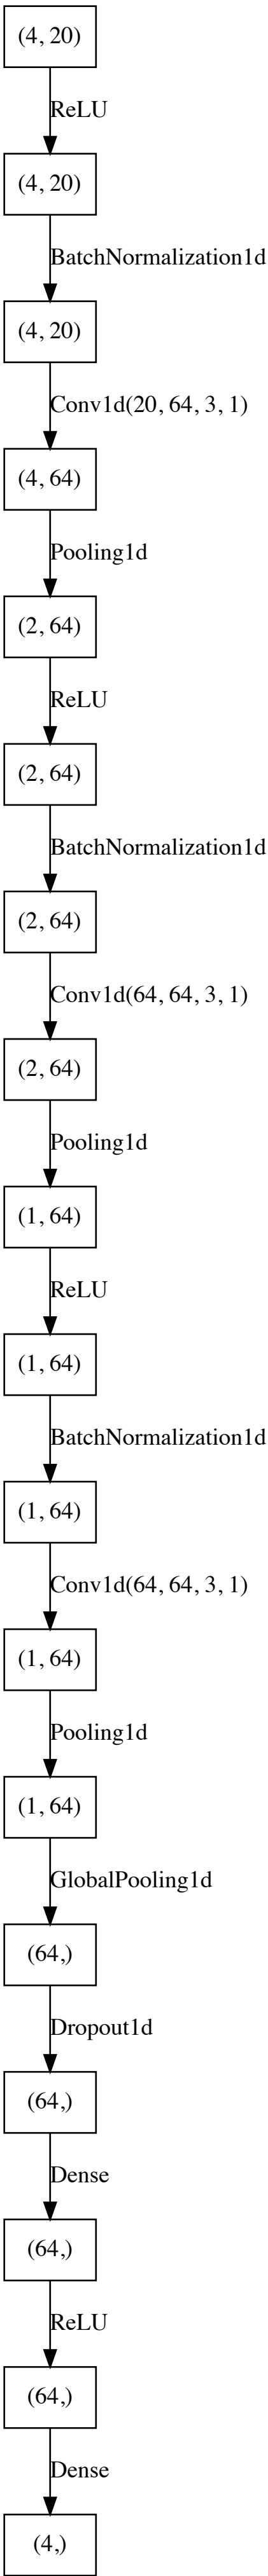 (4, 20)
ReLU
(4, 20)
BatchNormalization1d
(4, 20)
Conv1d(20, 64, 3, 1)
(4, 64)
Pooling1d
(2, 64)
ReLU
(2, 64)
BatchNormalization1d
(2, 64)
Conv1d(64, 64, 3, 1)
(2, 64)
Pooling1d
(1, 64)
ReLU
(1, 64)
BatchNormalization1d
(1, 64)
Conv1d(64, 64, 3, 1)
(1, 64)
Pooling1d
(1, 64)
GlobalPooling1d
(64,)
Dropout1d
(64,)
Dense
(64,)
ReLU
(64,)
Dense
(4,)